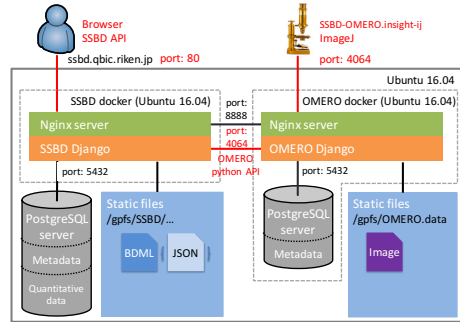 Browser
SSBD API
ssbd.qbic.riken.jp port: 80
SSBD-OMERO.insight-ij
ImageJ
port: 4064
Ubuntu 16.04
SSBD docker (Ubuntu 16.04)
port:
8888
OMERO docker (Ubuntu 16.04)
Nginx server
Nginx server
port:
4064
SSBD Django
OMERO Django
OMERO
python API
port: 5432
port: 5432
PostgreSQL
server
Metadata
Quantitative
data
Static files
/gpfs/SSBD/...
BDML
JSON
PostgreSQL
server
Metadata
Static files
/gpfs/OMERO.data
Image